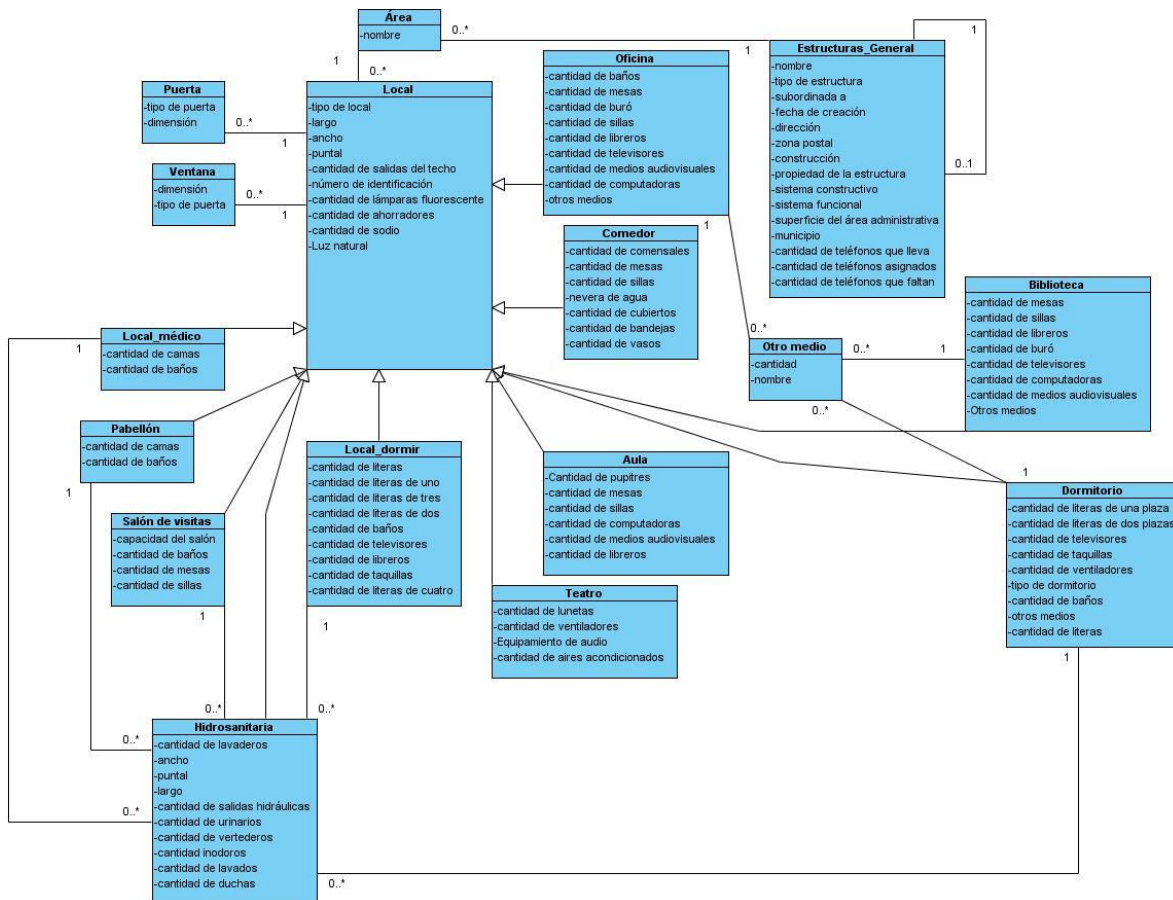 Área
-nombre
0..*
1
1
0..*
Estructuras_General
-nombre
-tipo de estructura
-subordinada a
-fecha de creación
-dirección
-zona postal
-construcción
-propiedad de la estructura
-sistema constructivo
-sistema funcional
-superficie del área administrativa
-municipio
-cantidad de teléfonos que lleva
-cantidad de teléfonos asignados
-cantidad de teléfonos que faltan
1
0..1
Oficina
-cantidad de baños
-cantidad de mesas
-cantidad de buró
-cantidad de sillas
-cantidad de libreros
-cantidad de televisores
-cantidad de medios audiovisuales
-cantidad de computadoras
-otros medios
1
0..*
Puerta
-tipo de puerta
-dimensión
0..*
1
Ventana
-dimensión
-tipo de puerta
0..*
1
Local
-tipo de local
-largo
-ancho
-puntal
-cantidad de salidas del techo
-número de identificación
-cantidad de lámparas fluorescente
-cantidad de ahorradores
-cantidad de sodio
-Luz natural
Comedor
-cantidad de comensales
-cantidad de mesas
-cantidad de sillas
-nevera de agua
-cantidad de cubiertos
-cantidad de bandejas
-cantidad de vasos
Biblioteca
-cantidad de mesas
-cantidad de sillas
-cantidad de libreros
-cantidad de buró
-cantidad de televisores
-cantidad de computadoras
-cantidad de medios audiovisuales
-Otros medios
Otro medio
-cantidad
-nombre
0..*
1
0..*
1
Local_médico
-cantidad de camas
-cantidad de baños
1
0..*
Pabellón
-cantidad de camas
-cantidad de baños
1
0..*
Salón de visitas
-capacidad del salón
-cantidad de baños
-cantidad de mesas
-cantidad de sillas
1
0..*
Local_dormir
-cantidad de literas
-cantidad de literas de uno
-cantidad de literas de tres
-cantidad de literas de dos
-cantidad de baños
-cantidad de televisores
-cantidad de libreros
-cantidad de taquillas
-cantidad de literas de cuatro
1
0..*
Aula
-Cantidad de pupitres
-cantidad de mesas
-cantidad de sillas
-cantidad de computadoras
-cantidad de medios audiovisuales
-cantidad de libreros
Teatro
-cantidad de lunetas
-cantidad de ventiladores
-Equipamiento de audio
-cantidad de aires acondicionados
Dormitorio
-cantidad de literas de una plaza
-cantidad de literas de dos plazas
-cantidad de televisores
-cantidad de taquillas
-cantidad de ventiladores
-tipo de dormitorio
-cantidad de baños
-otros medios
-cantidad de literas
1
0..*
Hidrosanitaria
-cantidad de lavaderos
-ancho
-puntal
-largo
-cantidad de salidas hidráulicas
-cantidad de urinarios
-cantidad de vertederos
-cantidad inodoros
-cantidad de lavados
-cantidad de duchas